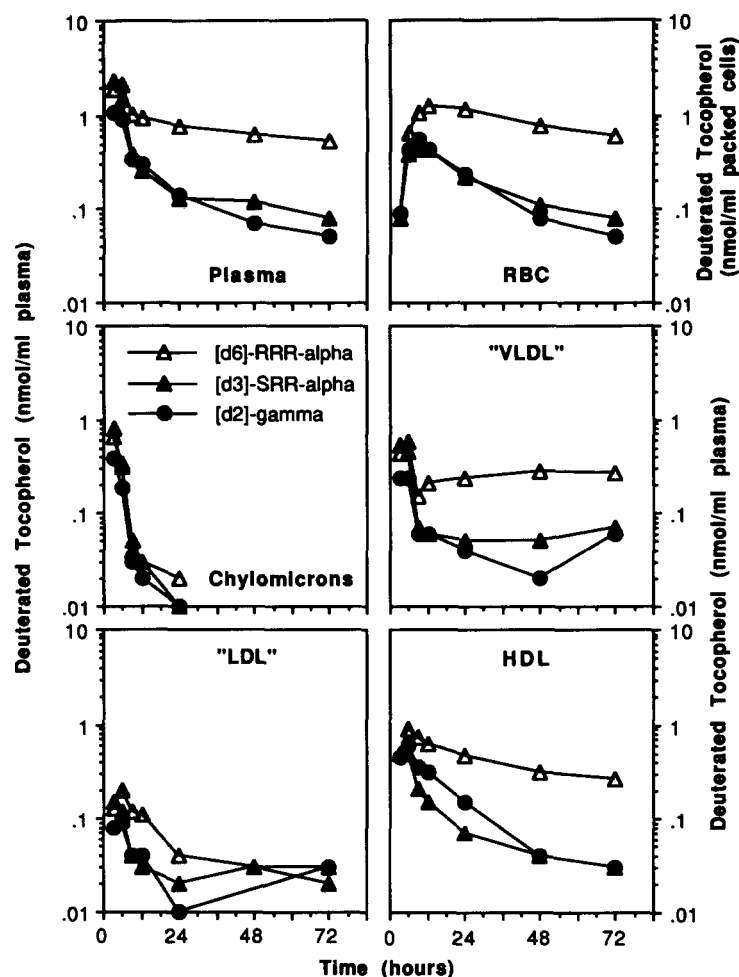 10
1
.1
.01
Plasma
10
1
.1
.01
RBC
Deuterated Tocopherol
(nmol/ml packed cells)
Deuterated Tocopherol (nmol/ml plasma)
10
1
.1
.01
[d6]-RRR-alpha
[d3]-SRR-alpha
[d2]-gamma
Chylomicrons
10
1
.1
.01
"VLDL"
Deuterated Tocopherol (nmol/ml plasma)
10
1
0.1
.01
"LDL"
0 24 48 72
10
1
.1
.01
HDL
0 24 48 72
Time (hours)